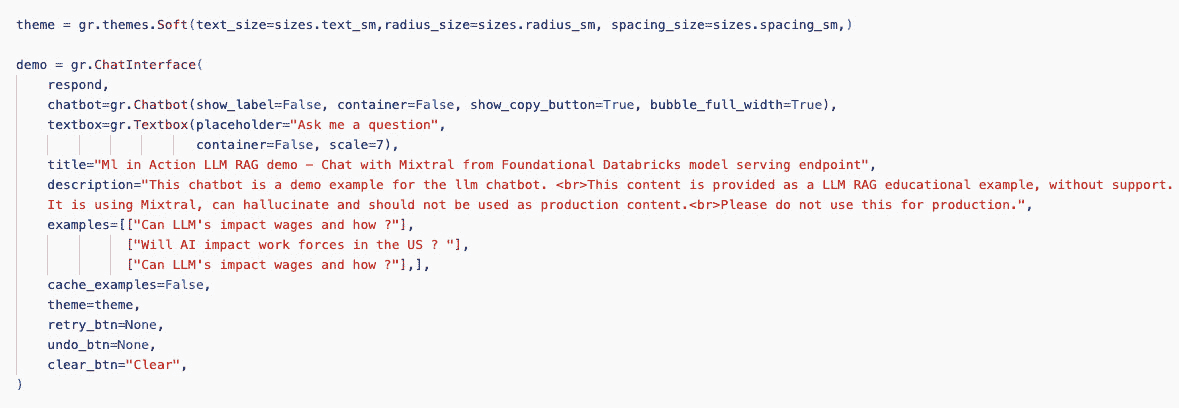 theme = gr.themes.Soft(text_size=sizes.text_sm,radius_size=sizes.radius_sm, spacing_size=sizes.spacing_sm,)
demo = gr.ChatInterface(
    respond,
    chatbot=gr.Chatbot(show_label=False, container=False, show_copy_button=True, bubble_full_width=True),
    textbox=gr.Textbox(placeholder="Ask me a question",
                       container=False, scale=7),
    title="Ml in Action LLM RAG demo – Chat with Mixtral from Foundational Databricks model serving endpoint",
    description="This chatbot is a demo example for the llm chatbot. <br>This content is provided as a LLM RAG educational example, without support.
    It is using Mixtral, can hallucinate and should not be used as production content.<br>Please do not use this for production.",
    examples=[["Can LLM's impact wages and how ?"],
              ["Will AI impact work forces in the US ? "],
              ["Can LLM's impact wages and how ?"],],
    cache_examples=False,
    theme=theme,
    retry_btn=None,
    undo_btn=None,
    clear_btn="Clear",
)